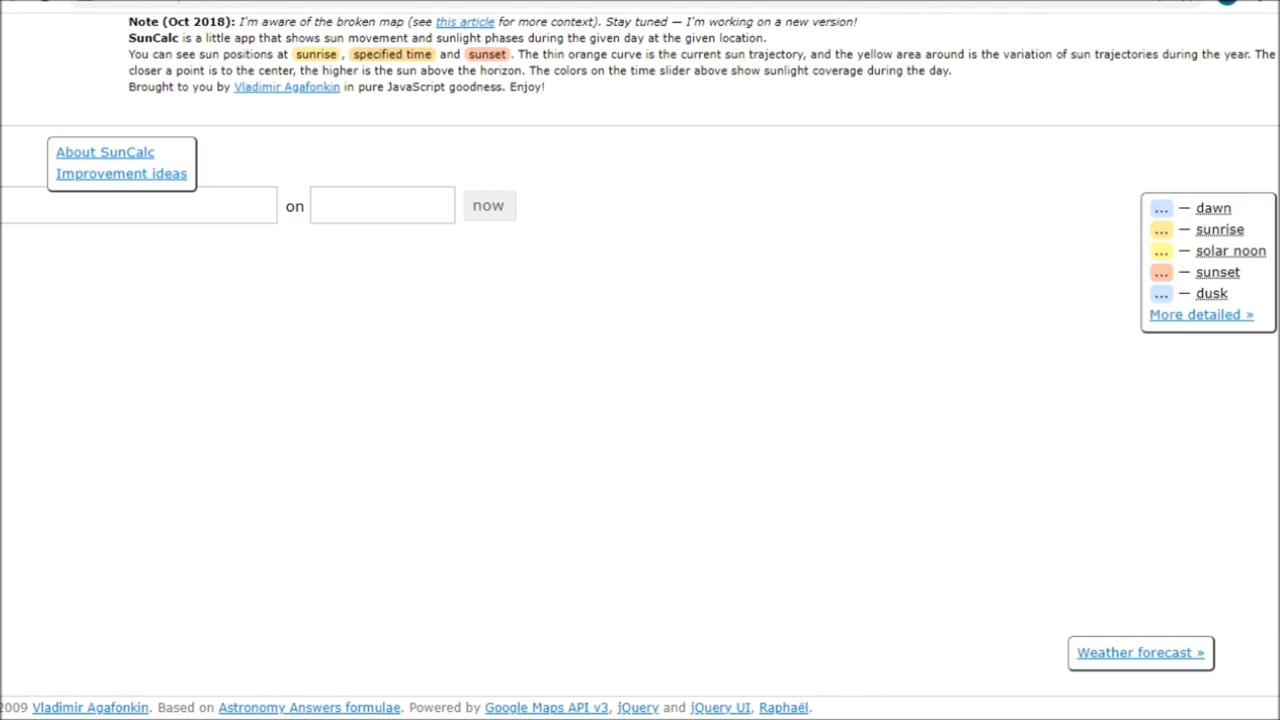 Note (Oct 2018): I'm aware of the broken map (see this article for more context). Stay tuned — I'm working on a new version!
SunCalc is a little app that shows sun movement and sunlight phases during the given day at the given location.
You can see sun positions at sunrise , specified time and sunset . The thin orange curve is the current sun trajectory, and the yellow area around is the variation of sun trajectories during the year. The
closer a point is to the center, the higher is the sun above the horizon. The colors on the time slider above show sunlight coverage during the day.
Brought to you by Vladimir Agafonkin in pure JavaScript goodness. Enjoy!
About SunCalc
Improvement ideas
on now
... — dawn
... — sunrise
... — solar noon
... — sunset
... — dusk
More detailed »
Weather forecast »
2009 Vladimir Agafonkin. Based on Astronomy Answers formulae. Powered by Google Maps API v3, jQuery and jQuery UI, Raphaël.